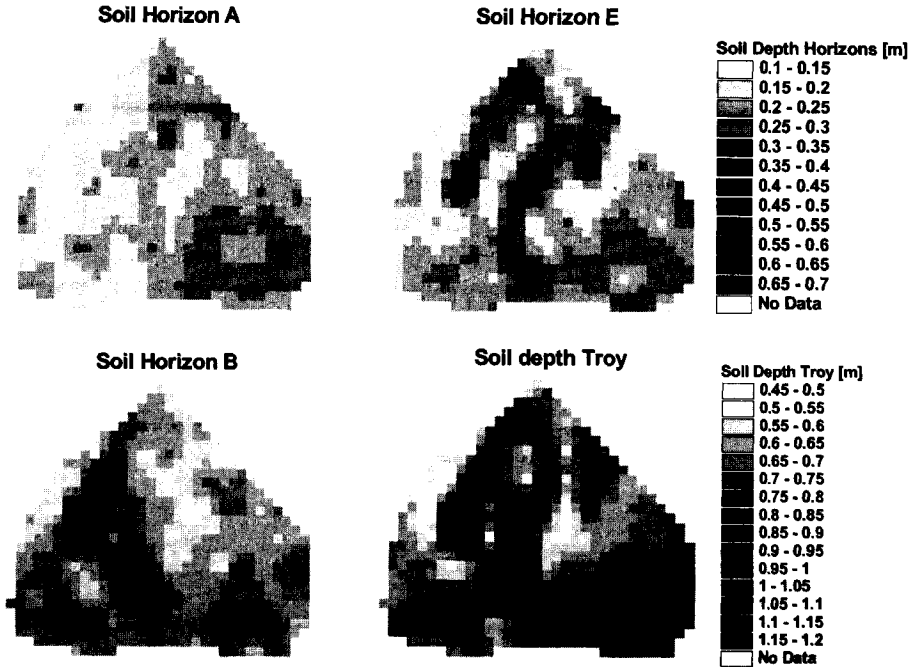 Soil Horizon A
Soil Horizon E
Soil Depth Horizons [m]
0.1 - 0.15
0.15 - 0.2
0.2 - 0.25
0.25 - 0.3
0.3 - 0.35
0.35 - 0.4
0.4 - 0.45
0.45 - 0.5
0.5 - 0.55
0.55 - 0.6
0.6 - 0.65
0.65 - 0.7
No Data
Soil Horizon B
Soil depth Troy
Soil Depth Troy [m]
0.45 - 0.5
0.5 - 0.55
0.55 - 0.6
0.6 - 0.65
0.65 - 0.7
0.7 - 0.75
0.75 - 0.8
0.8 - 0.85
0.85 - 0.9
0.9 - 0.95
0.95 - 1
1 - 1.05
1.05 - 1.1
1.1 - 1.15
1.15 - 1.2
No Data